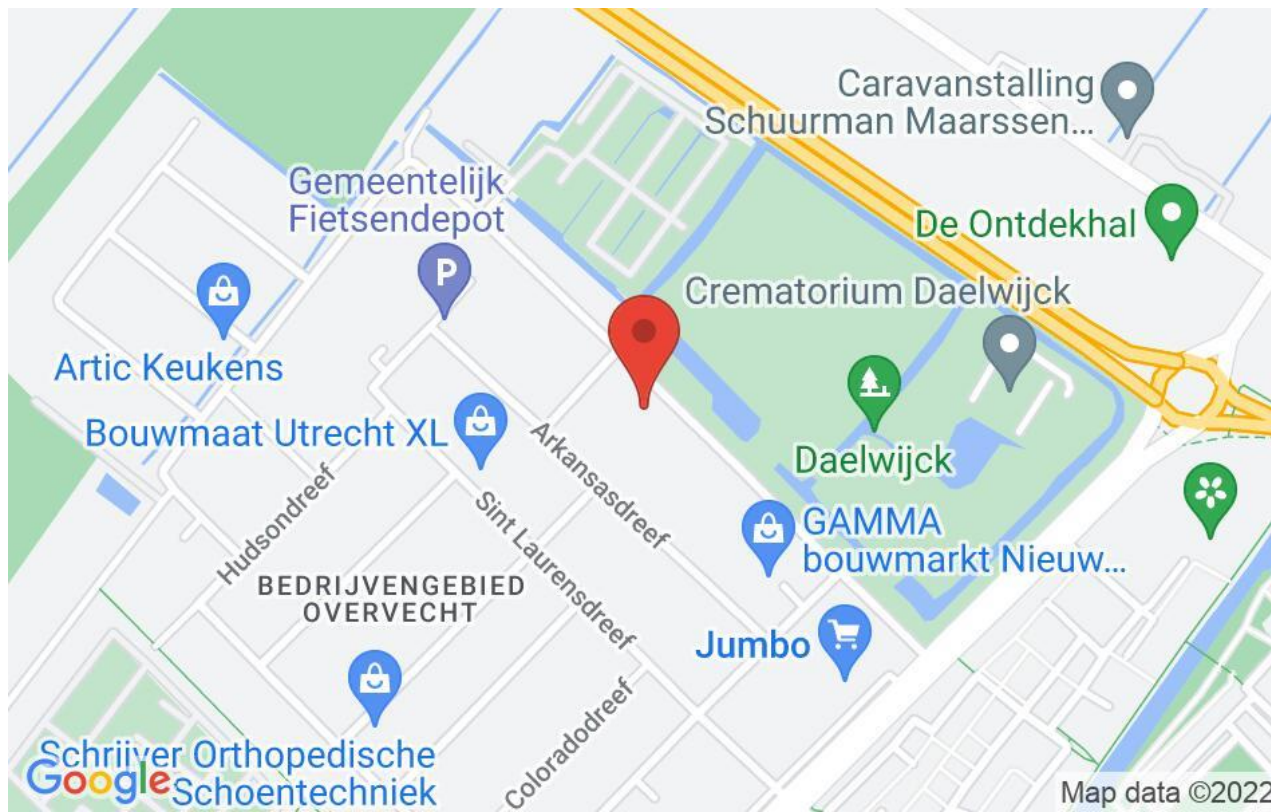 Caravanstalling
Schuurman Maarssen...
Gemeentelijk
Fietsendepot
P
De Ontdekhal
Crematorium Daelwijck
Artic Keukens
Bouwmaat Utrecht XL
Arkansasdreef
Daelwijck
Hudsondreef
Sint Laurensdreef
GAMMA
bouwmarkt Nieuw...
BEDRIJVENGEBIED
OVERVECHT
Jumbo
Coloradodreef
Schrijver Orthopedische
Schoentechniek
Google
Map data ©2022